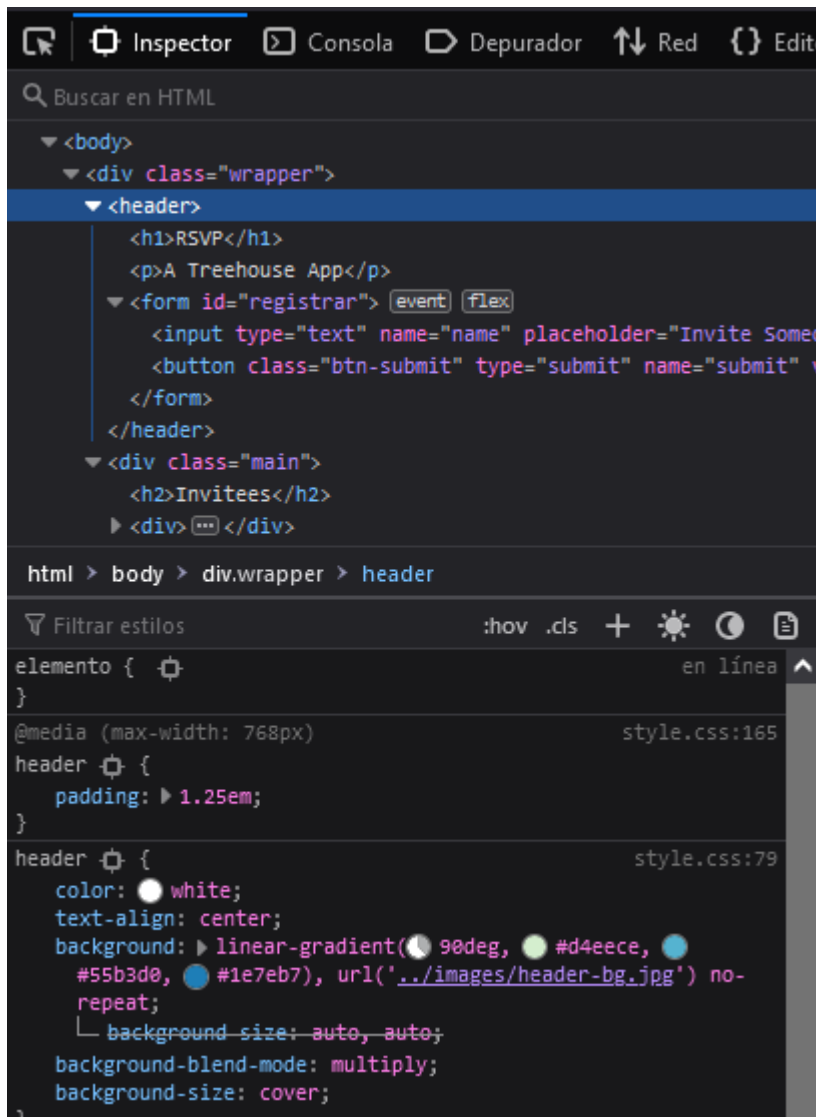 Inspector Consola Depurador Red {} Edit
Buscar en HTML
<body>
<div class="wrapper">
<header>
<h1>RSVP</h1>
<p>A Treehouse App</p>
<form id="registrar"> event flex
<input type="text" name="name" placeholder="Invite Some
<button class="btn-submit" type="submit" name="submit"
</form>
</header>
<div class="main">
<h2>Invitees</h2>
<div>⋯</div>
html > body > div.wrapper > header
Filtrar estilos :hov .cls +
elemento { en línea
}
@media (max-width: 768px) style.css:165
header {
padding: 1.25em;
}
header { style.css:79
color: white;
text-align: center;
background: linear-gradient( 90deg, #d4eece,
#55b3d0, #1e7eb7), url('../images/header-bg.jpg') no-
repeat;
background-size: auto, auto;
background-blend-mode: multiply;
background-size: cover;
}